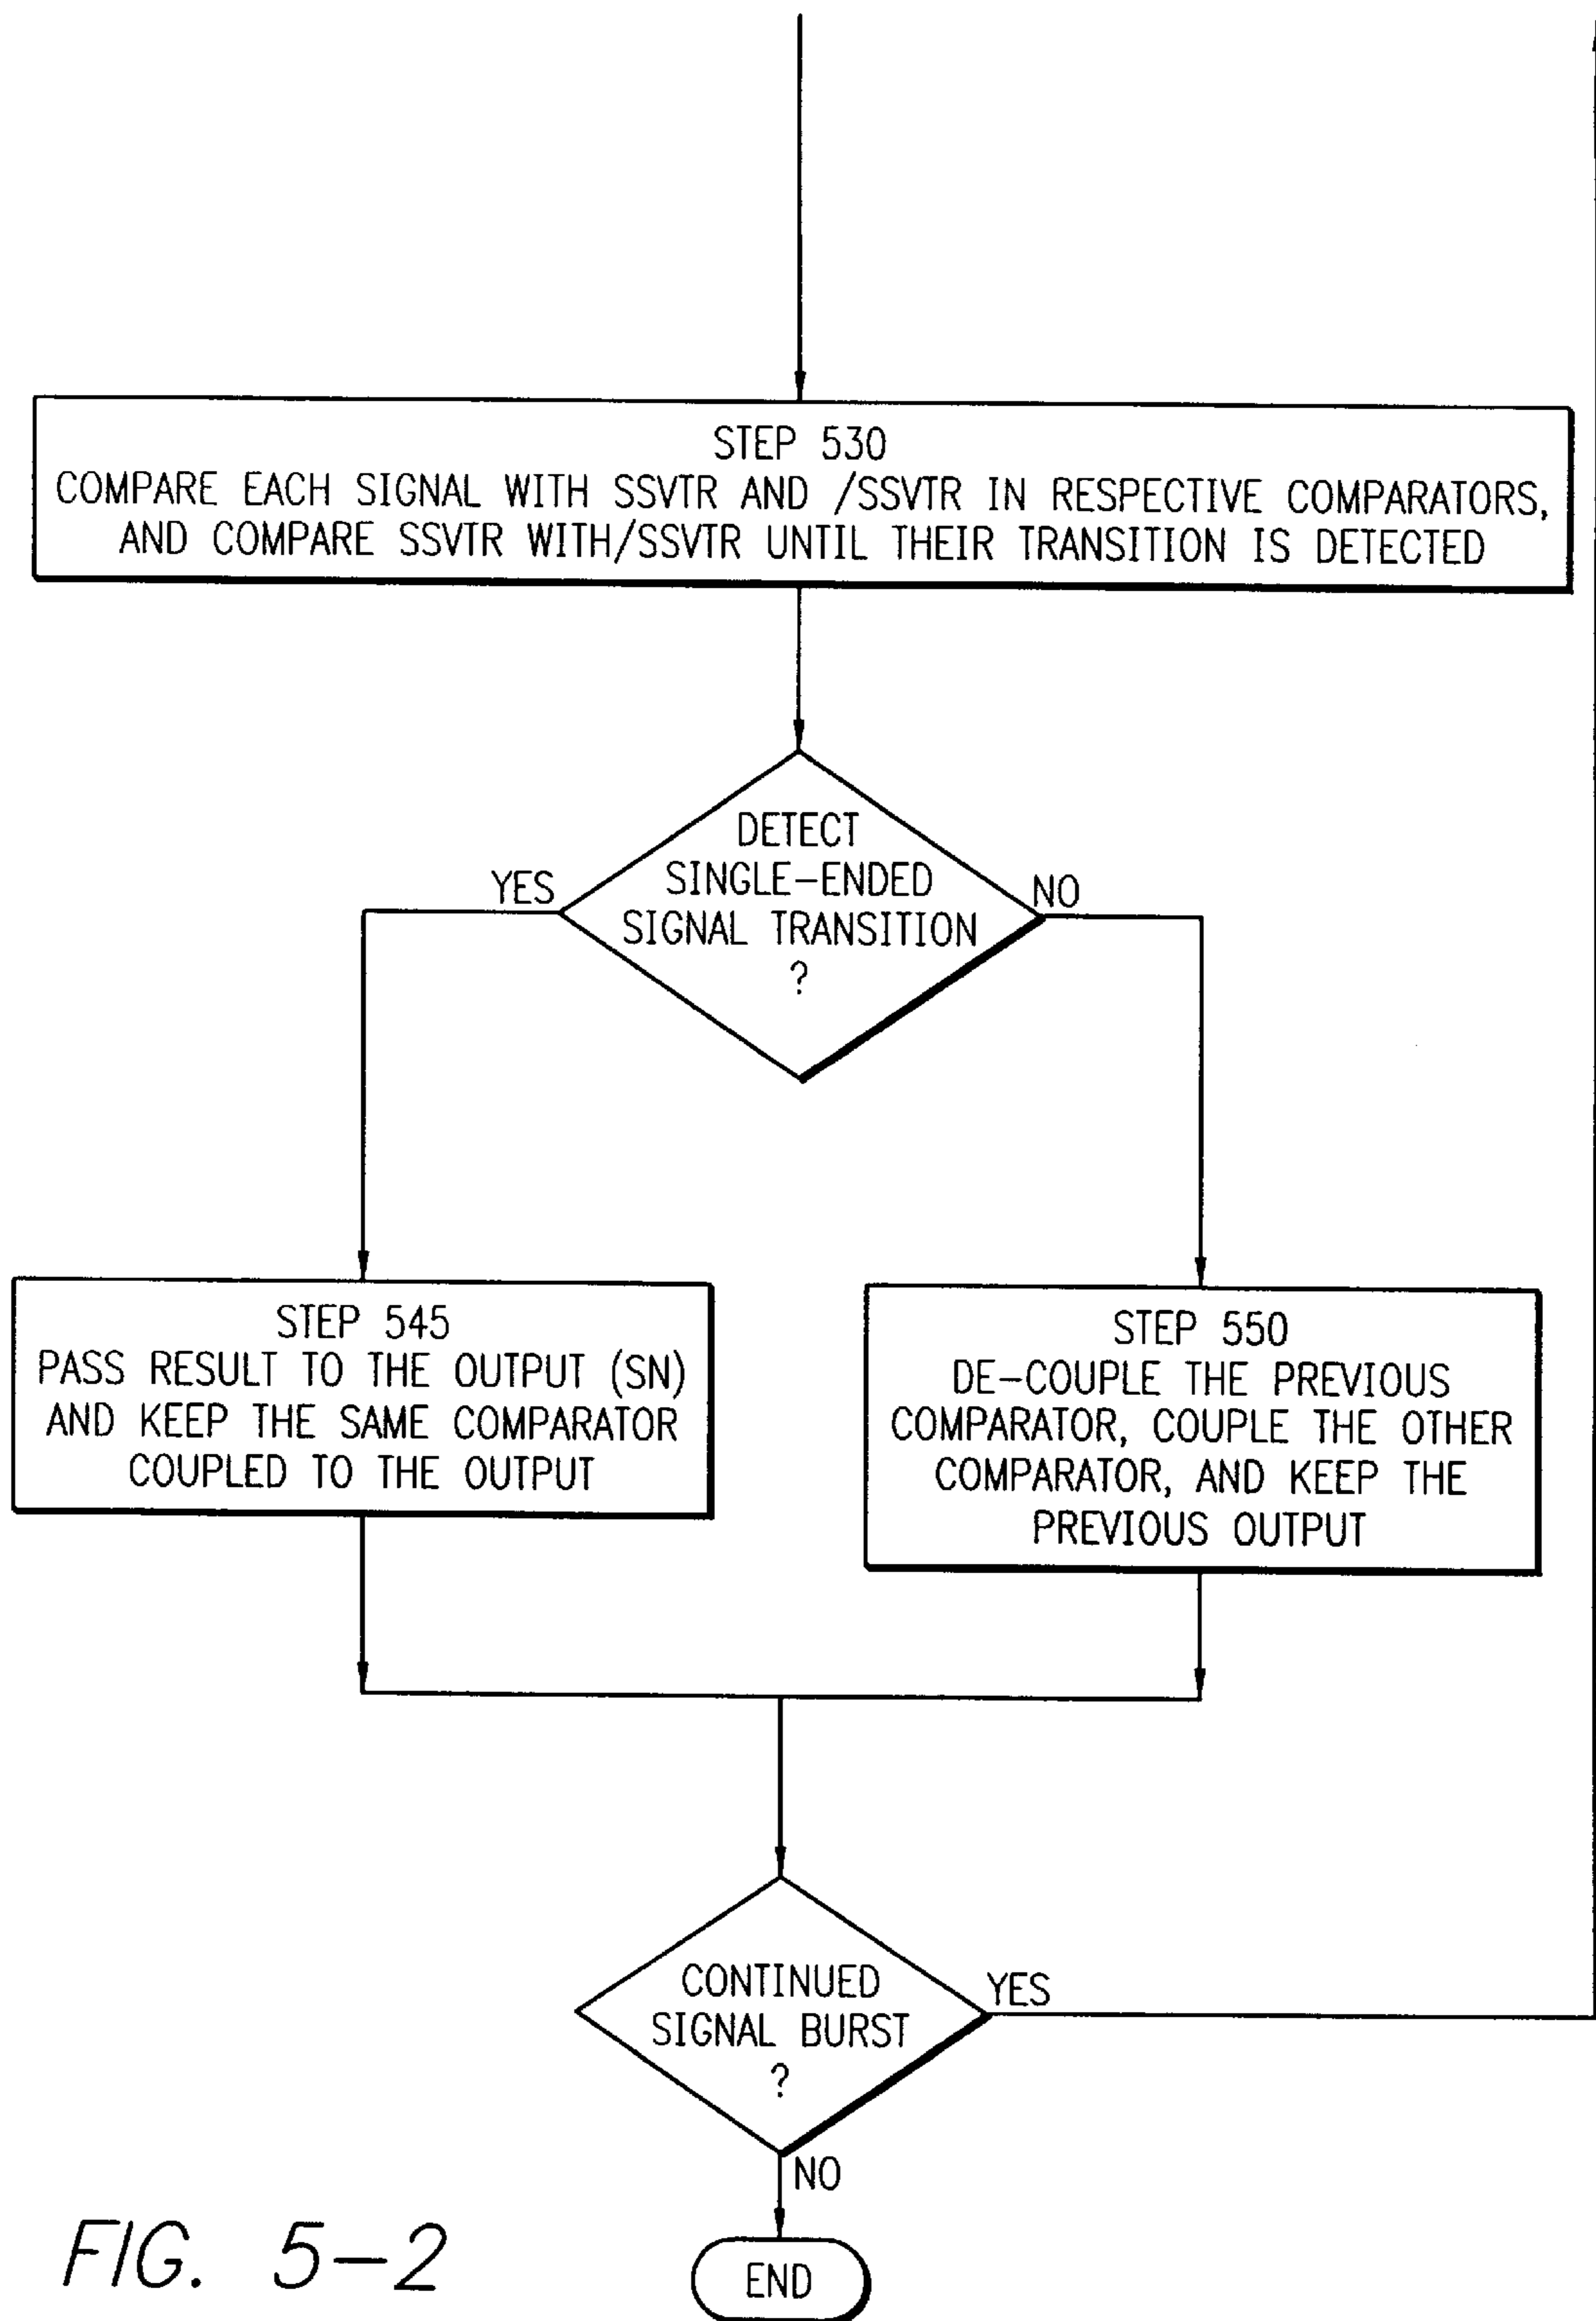 STEP 530
COMPARE EACH SIGNAL WITH SSVTR AND /SSVTR IN RESPECTIVE COMPARATORS,
AND COMPARE SSVTR WITH/SSVTR UNTIL THEIR TRANSITION IS DETECTED
DETECT
SINGLE-ENDED
SIGNAL TRANSITION
?
YES
NO
STEP 545
PASS RESULT TO THE OUTPUT (SN)
AND KEEP THE SAME COMPARATOR
COUPLED TO THE OUTPUT
STEP 550
DE-COUPLE THE PREVIOUS
COMPARATOR, COUPLE THE OTHER
COMPARATOR, AND KEEP THE
PREVIOUS OUTPUT
CONTINUED
SIGNAL BURST
?
YES
NO
END
FIG. 5-2